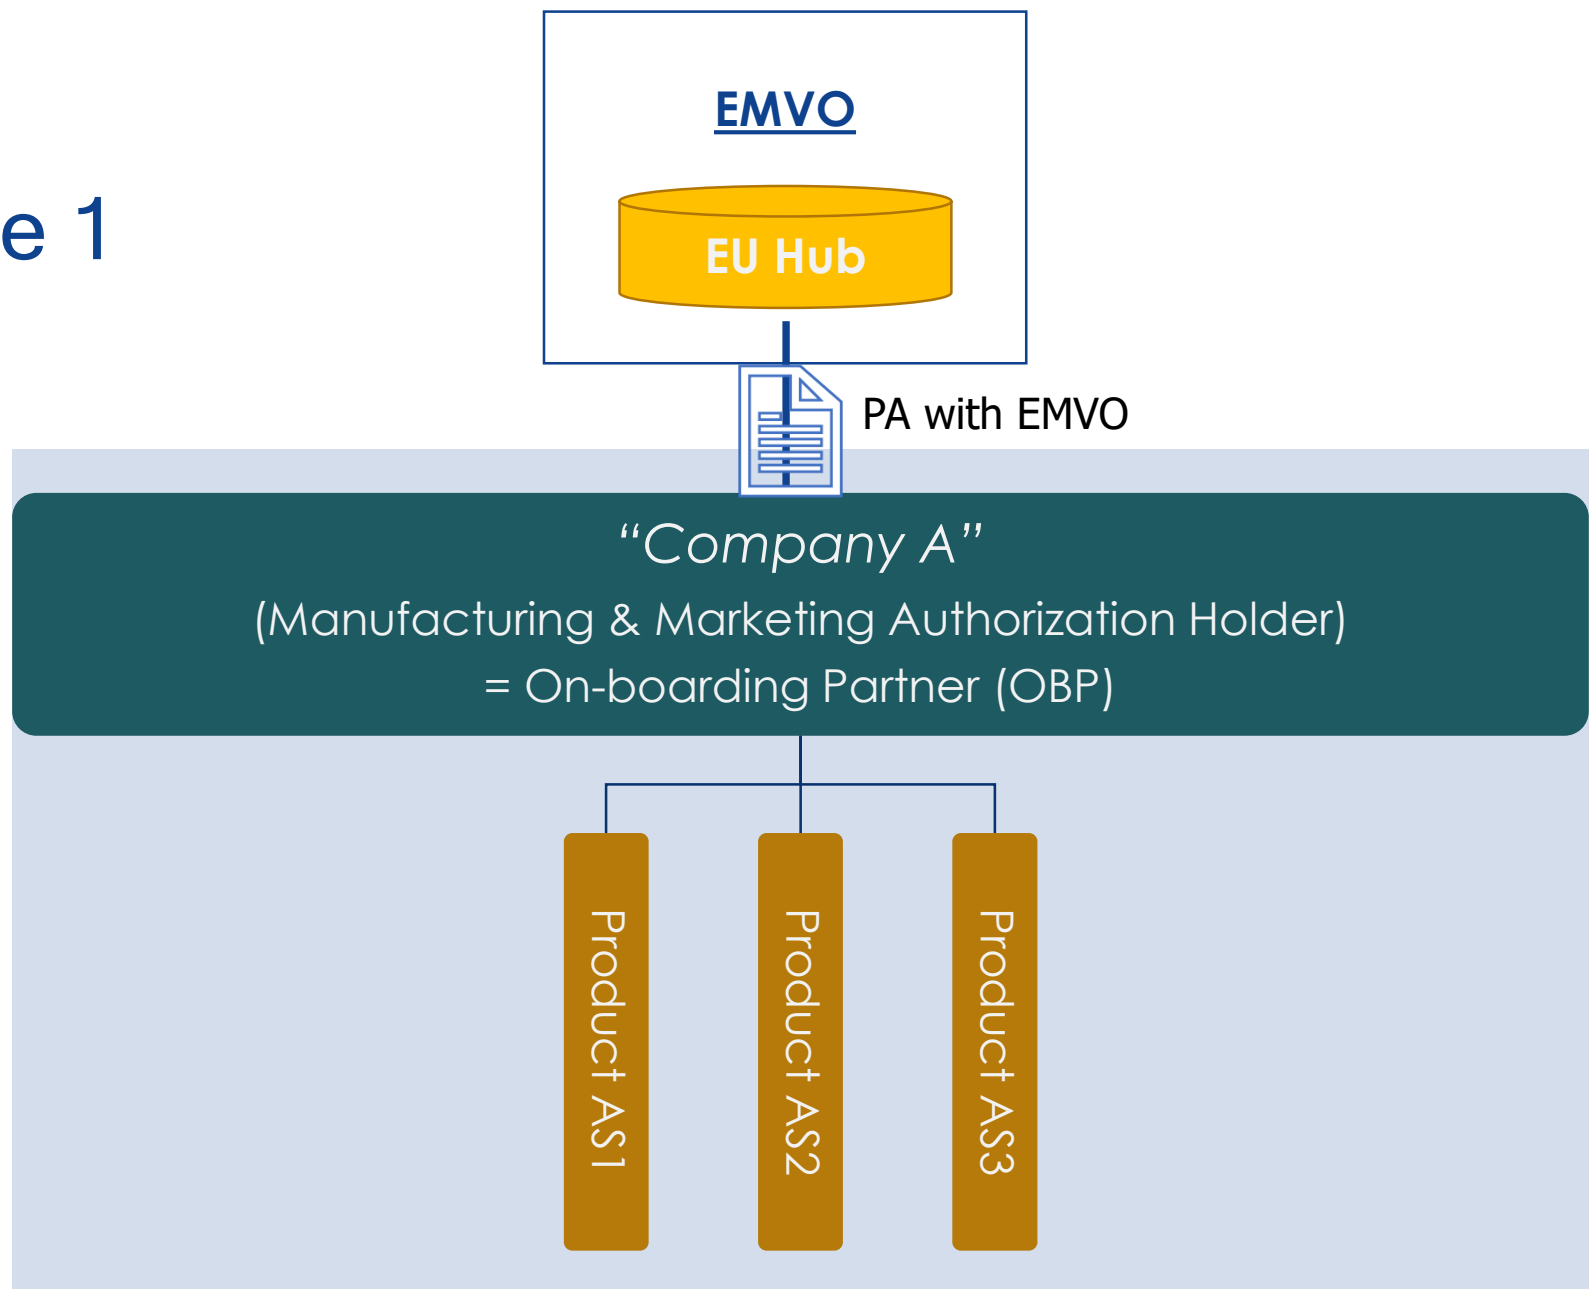 EMVO
e 1
EU Hub
PA with EMVO
“Company A”
(Manufacturing & Marketing Authorization Holder)
= On-boarding Partner (OBP)
Product AS1
Product AS2
Product AS3